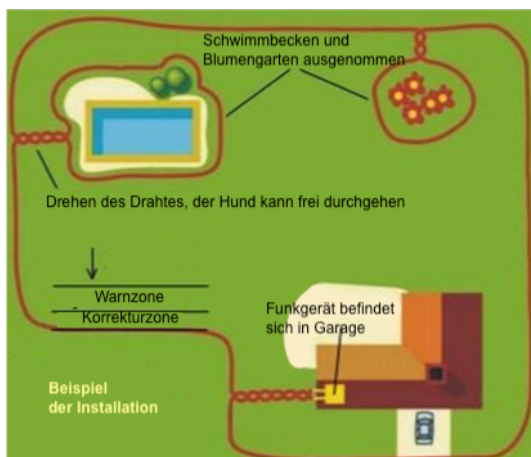 Schwimmbecken und
Blumengarten ausgenommen
Drehen des Drahtes, der Hund kann frei durchgehen
Warnzone
Korrekturzone
Funkgerät befindet
sich in Garage
Beispiel
der Installation